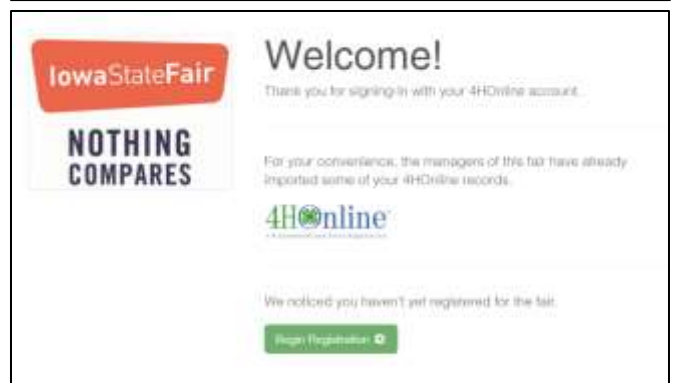 IowaStateFair
NOTHING
COMPARES
Welcome!
Thank you for signing-in with your 4HOnline account.
For your convenience, the managers of this fair have already
imported some of your 4HOnline records.
4HOnline
We noticed you haven't yet registered for the fair.
Begin Registration